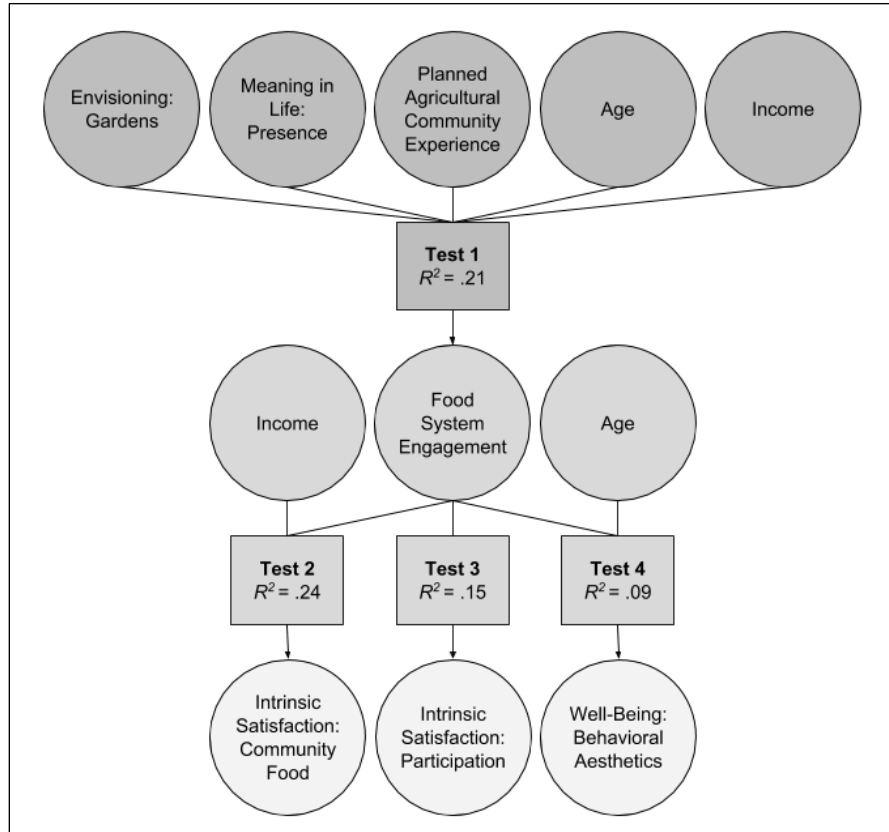 Envisioning:
Gardens
Meaning in
Life:
Presence
Planned
Agricultural
Community
Experience
Age
Income
Test 1
R² = .21
Income
Food
System
Engagement
Age
Test 2
R² = .24
Test 3
R² = .15
Test 4
R² = .09
Intrinsic
Satisfaction:
Community
Food
Intrinsic
Satisfaction:
Participation
Well-Being:
Behavioral
Aesthetics